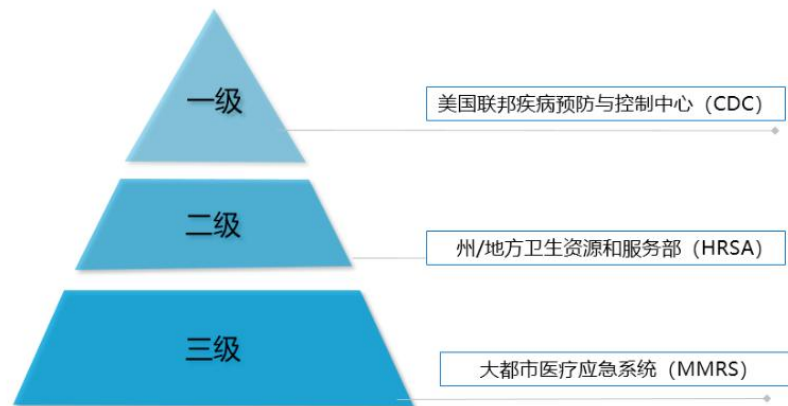 一级
美国联邦疾病预防与控制中心（CDC）
二级
州/地方卫生资源和服务部（HRSA）
三级
大都市医疗应急系统（MMRS）